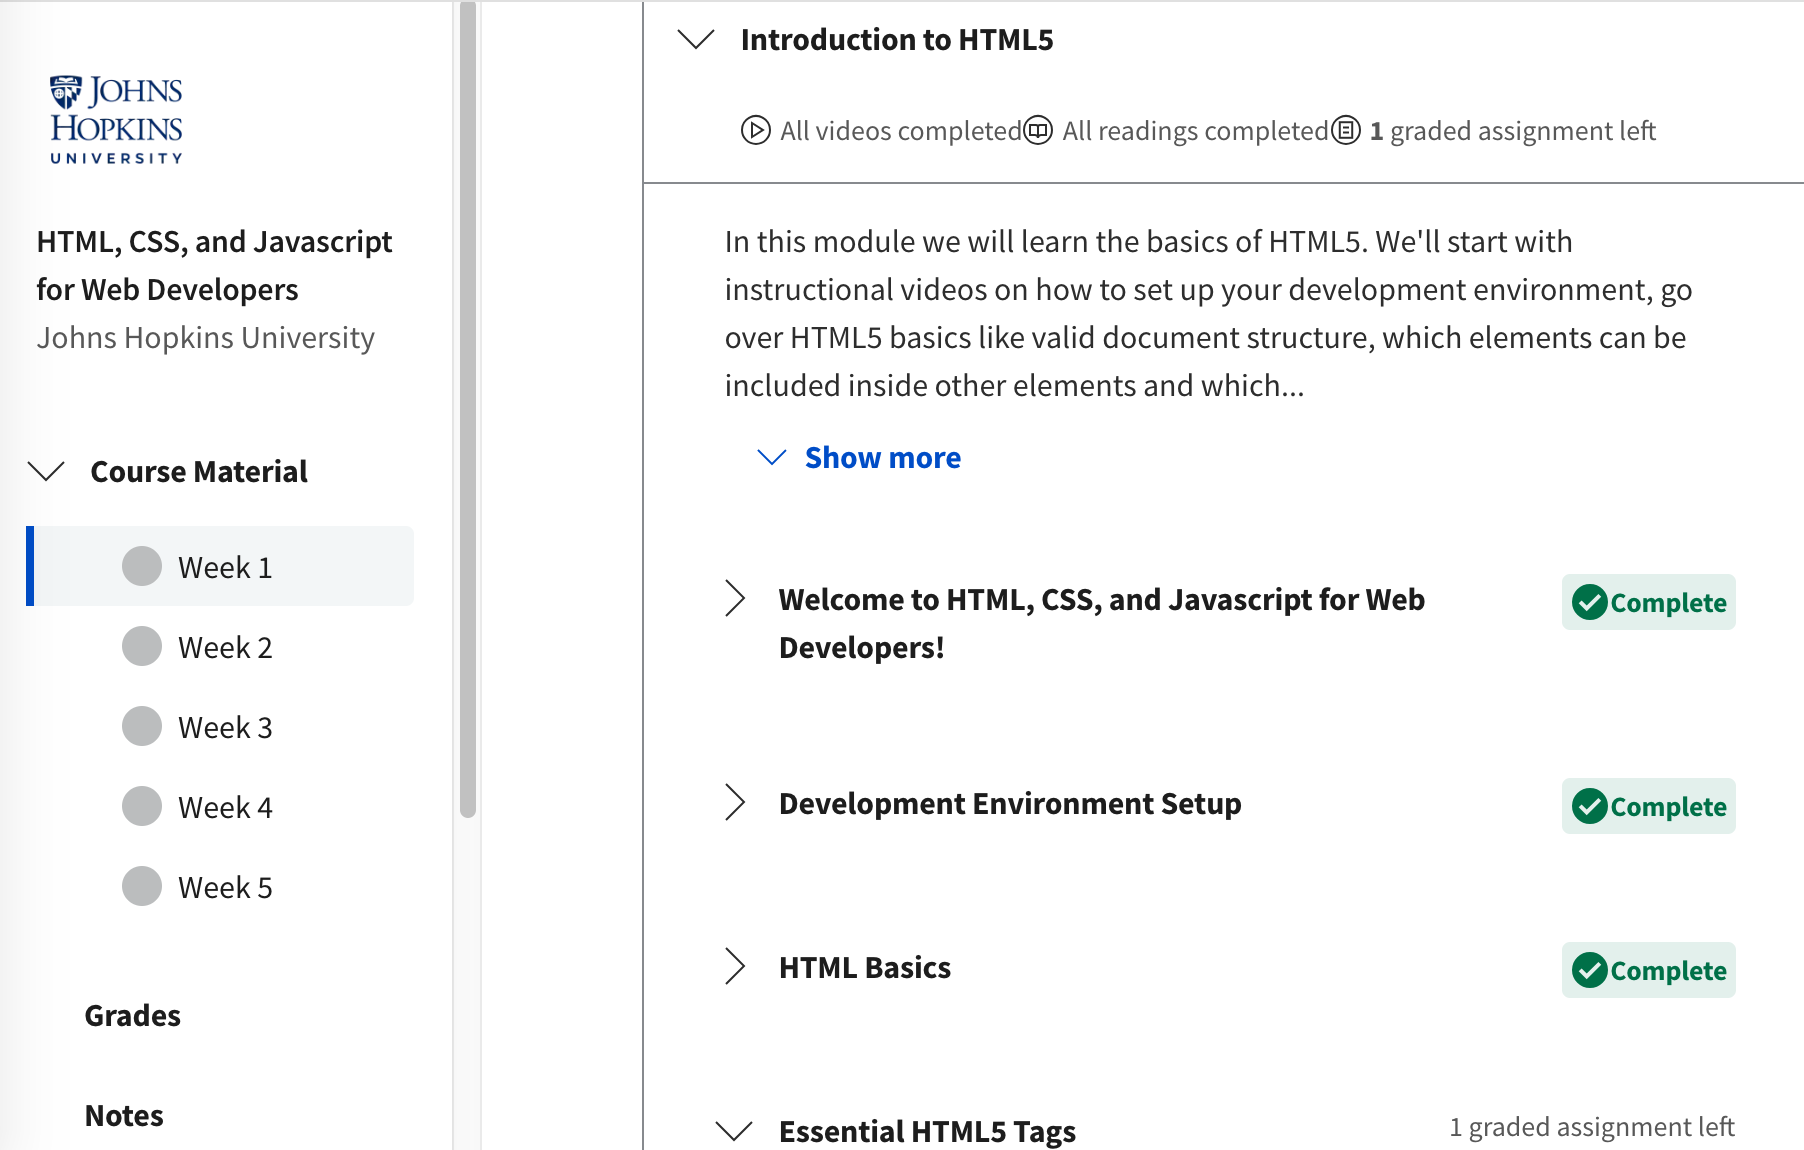 JOHNS
HOPKINS
UNIVERSITY
HTML, CSS, and Javascript
for Web Developers
Johns Hopkins University
Course Material
Week 1
Week 2
Week 3
Week 4
Week 5
Grades
Notes
Introduction to HTML5
All videos completed All readings completed 1 graded assignment left
In this module we will learn the basics of HTML5. We'll start with
instructional videos on how to set up your development environment, go
over HTML5 basics like valid document structure, which elements can be
included inside other elements and which...
Show more
Welcome to HTML, CSS, and Javascript for Web
Developers!
Complete
Development Environment Setup
Complete
HTML Basics
Complete
Essential HTML5 Tags
1 graded assignment left